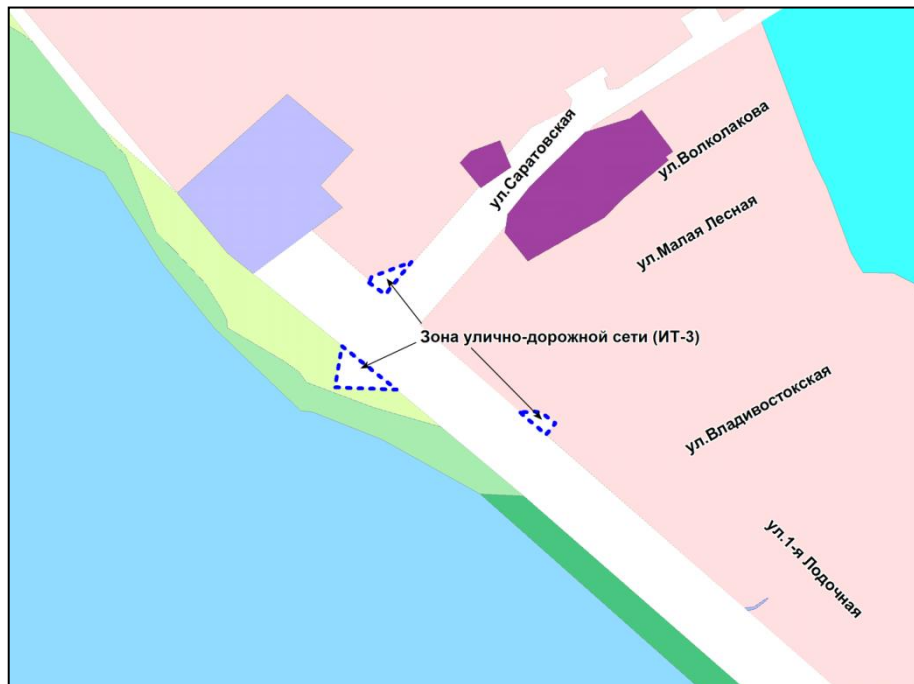 ул.Саратовская
ул.Волколакова
ул.Малая Лесная
Зона улично-дорожной сети (ИТ-3)
ул.Владивостокская
ул.1-я Лодочная